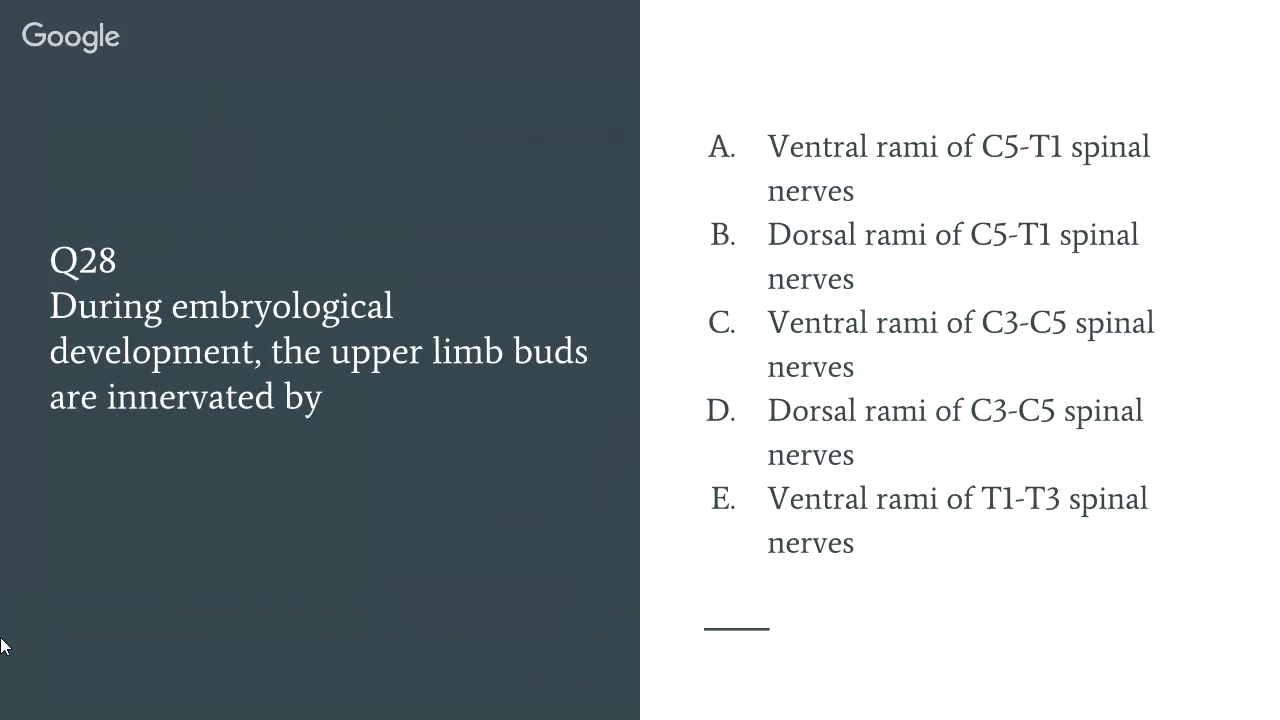 Google
Q28
During embryological
development, the upper limb buds
are innervated by
A. Ventral rami of C5-T1 spinal
nerves
B. Dorsal rami of C5-T1 spinal
nerves
C. Ventral rami of C3-C5 spinal
nerves
D. Dorsal rami of C3-C5 spinal
nerves
E. Ventral rami of T1-T3 spinal
nerves